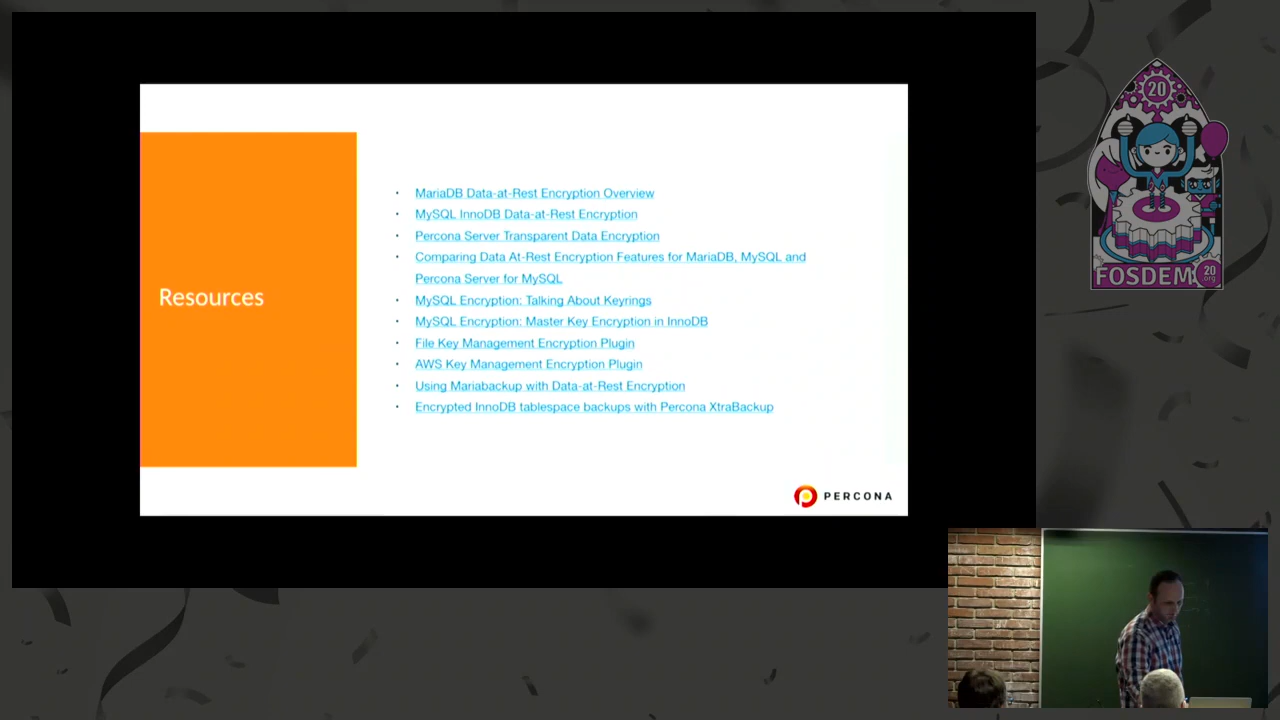 Resources
• MariaDB Data-at-Rest Encryption Overview
• MySQL InnoDB Data-at-Rest Encryption
• Percona Server Transparent Data Encryption
• Comparing Data At-Rest Encryption Features for MariaDB, MySQL and
Percona Server for MySQL
• MySQL Encryption: Talking About Keyrings
• MySQL Encryption: Master Key Encryption in InnoDB
• File Key Management Encryption Plugin
• AWS Key Management Encryption Plugin
• Using Mariabackup with Data-at-Rest Encryption
• Encrypted InnoDB tablespace backups with Percona XtraBackup
PERCONA
20
FOSDEM
20
.org